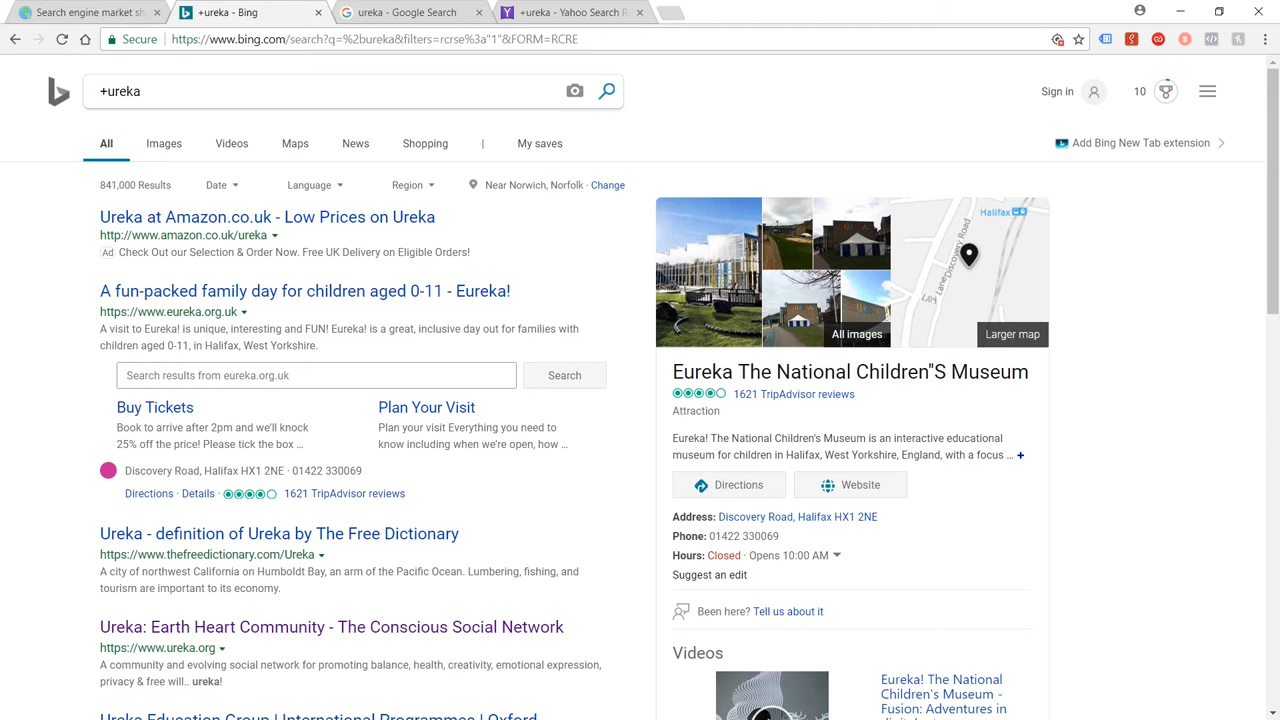 Search engine market sh
+ureka - Bing
ureka - Google Search
+ureka - Yahoo Search R
Secure
https://www.bing.com/search?q=%2bureka&filters=rcrse%3a"1"&FORM=RCRE
+ureka
Sign in
10
All
Images
Videos
Maps
News
Shopping
|
My saves
Add Bing New Tab extension
841,000 Results
Date
Language
Region
Near Norwich, Norfolk · Change
Ureka at Amazon.co.uk - Low Prices on Ureka
http://www.amazon.co.uk/ureka
Ad Check Out our Selection & Order Now. Free UK Delivery on Eligible Orders!
A fun-packed family day for children aged 0-11 - Eureka!
https://www.eureka.org.uk
A visit to Eureka! is unique, interesting and FUN! Eureka! is a great, inclusive day out for families with
children aged 0-11, in Halifax, West Yorkshire.
Search results from eureka.org.uk
Search
Buy Tickets
Book to arrive after 2pm and we'll knock
25% off the price! Please tick the box ...
Plan Your Visit
Plan your visit Everything you need to
know including when we're open, how ...
Discovery Road, Halifax HX1 2NE · 01422 330069
Directions · Details · 1621 TripAdvisor reviews
Ureka - definition of Ureka by The Free Dictionary
https://www.thefreedictionary.com/Ureka
A city of northwest California on Humboldt Bay, an arm of the Pacific Ocean. Lumbering, fishing, and
tourism are important to its economy.
Ureka: Earth Heart Community - The Conscious Social Network
https://www.ureka.org
A community and evolving social network for promoting balance, health, creativity, emotional expression,
privacy & free will.. ureka!
Ureka Education Group | International Programmes | Oxford
Halifax
Discovery Road
Lane
All images
Larger map
Eureka The National Children"S Museum
1621 TripAdvisor reviews
Attraction
Eureka! The National Children's Museum is an interactive educational
museum for children in Halifax, West Yorkshire, England, with a focus ... +
Directions
Website
Address: Discovery Road, Halifax HX1 2NE
Phone: 01422 330069
Hours: Closed · Opens 10:00 AM
Suggest an edit
Been here? Tell us about it
Videos
Eureka! The National
Children's Museum -
Fusion: Adventures in